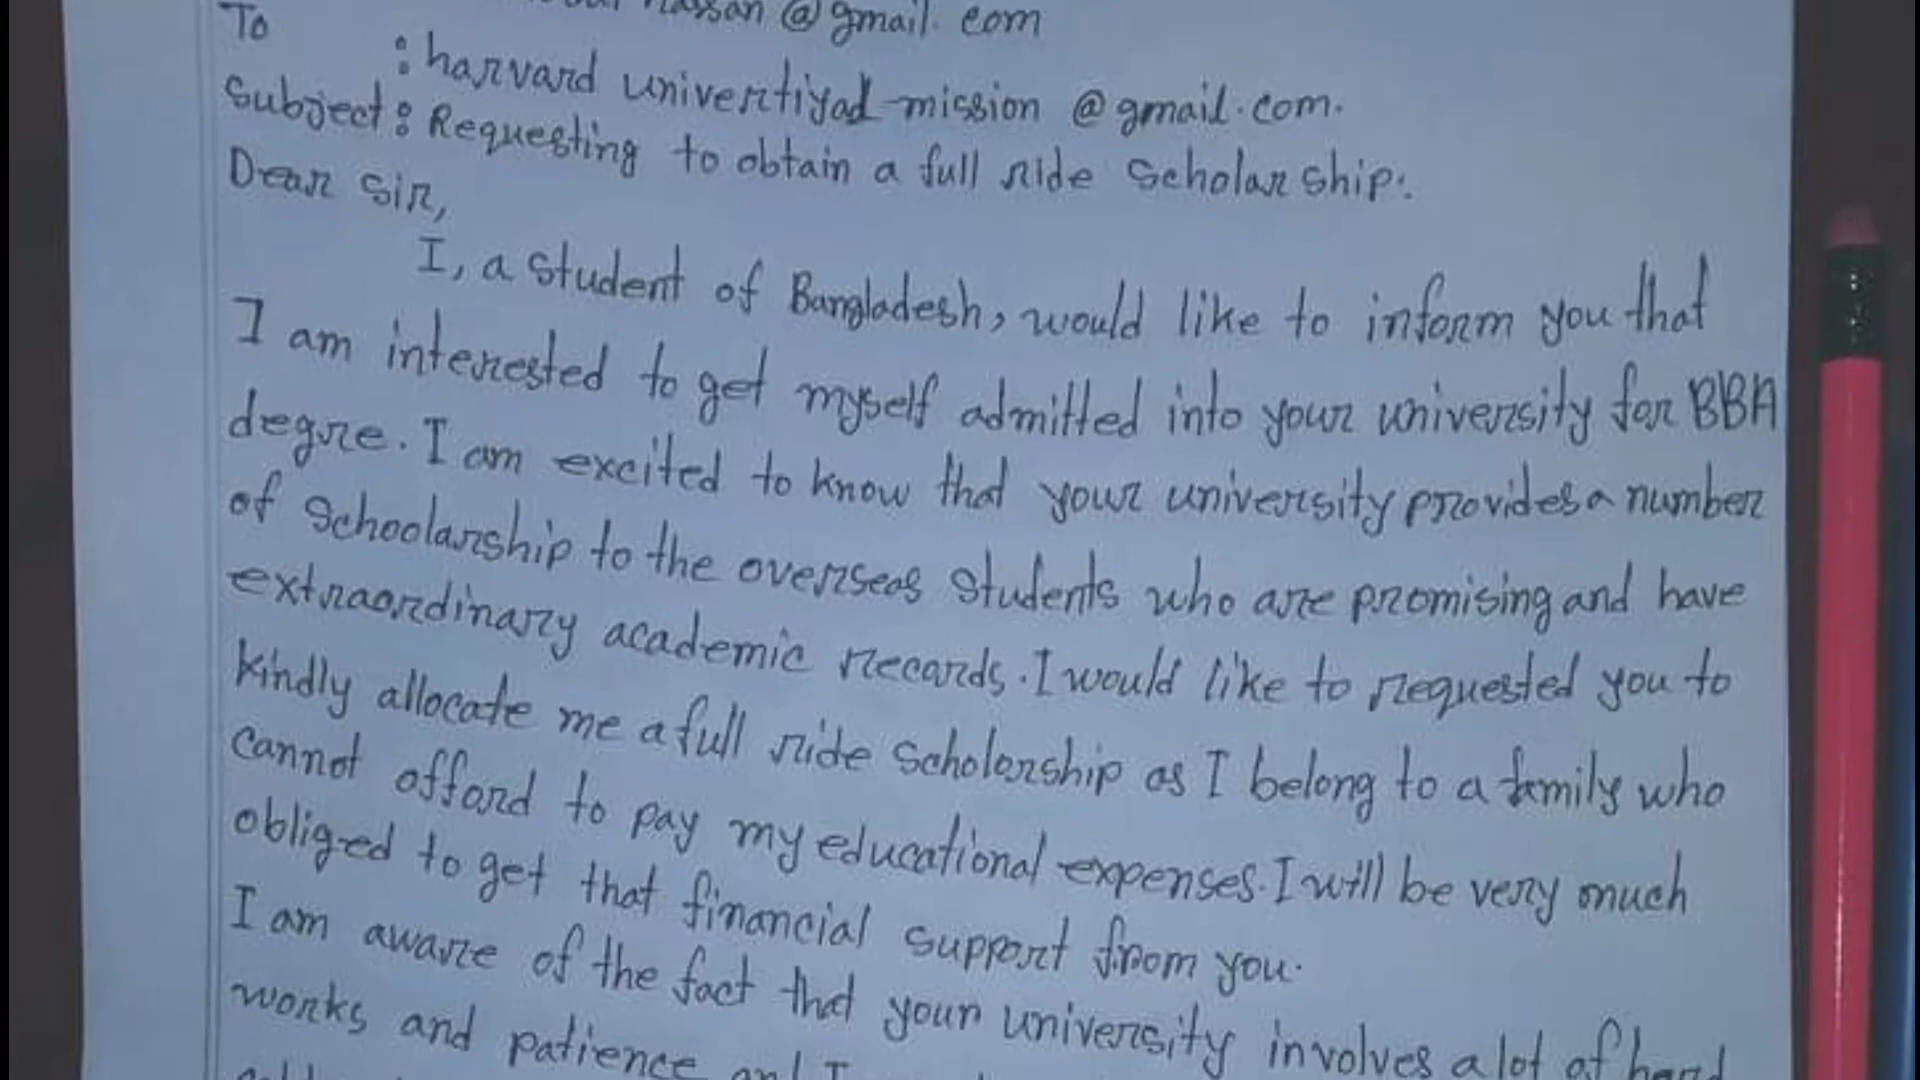 hassan @gmail.com
To : harvard univertiyad mission @gmail.com.
Subject: Requesting to obtain a full ride Scholarship.
Dear Sir,
I, a student of Bangladesh, would like to inform you that
I am interested to get myself admitted into your university for BBA
degre. I am excited to know that your university provides a number
of Schoolarship to the overseas students who are promising and have
extraordinary academic records. I would like to requested you to
kindly allocate me a full ride Scholorship as I belong to a family who
cannot afford to pay my educational expenses. I will be very much
obliged to get that financial support from you.
I am aware of the fact that your university involves a lot of hard
works and patience and I